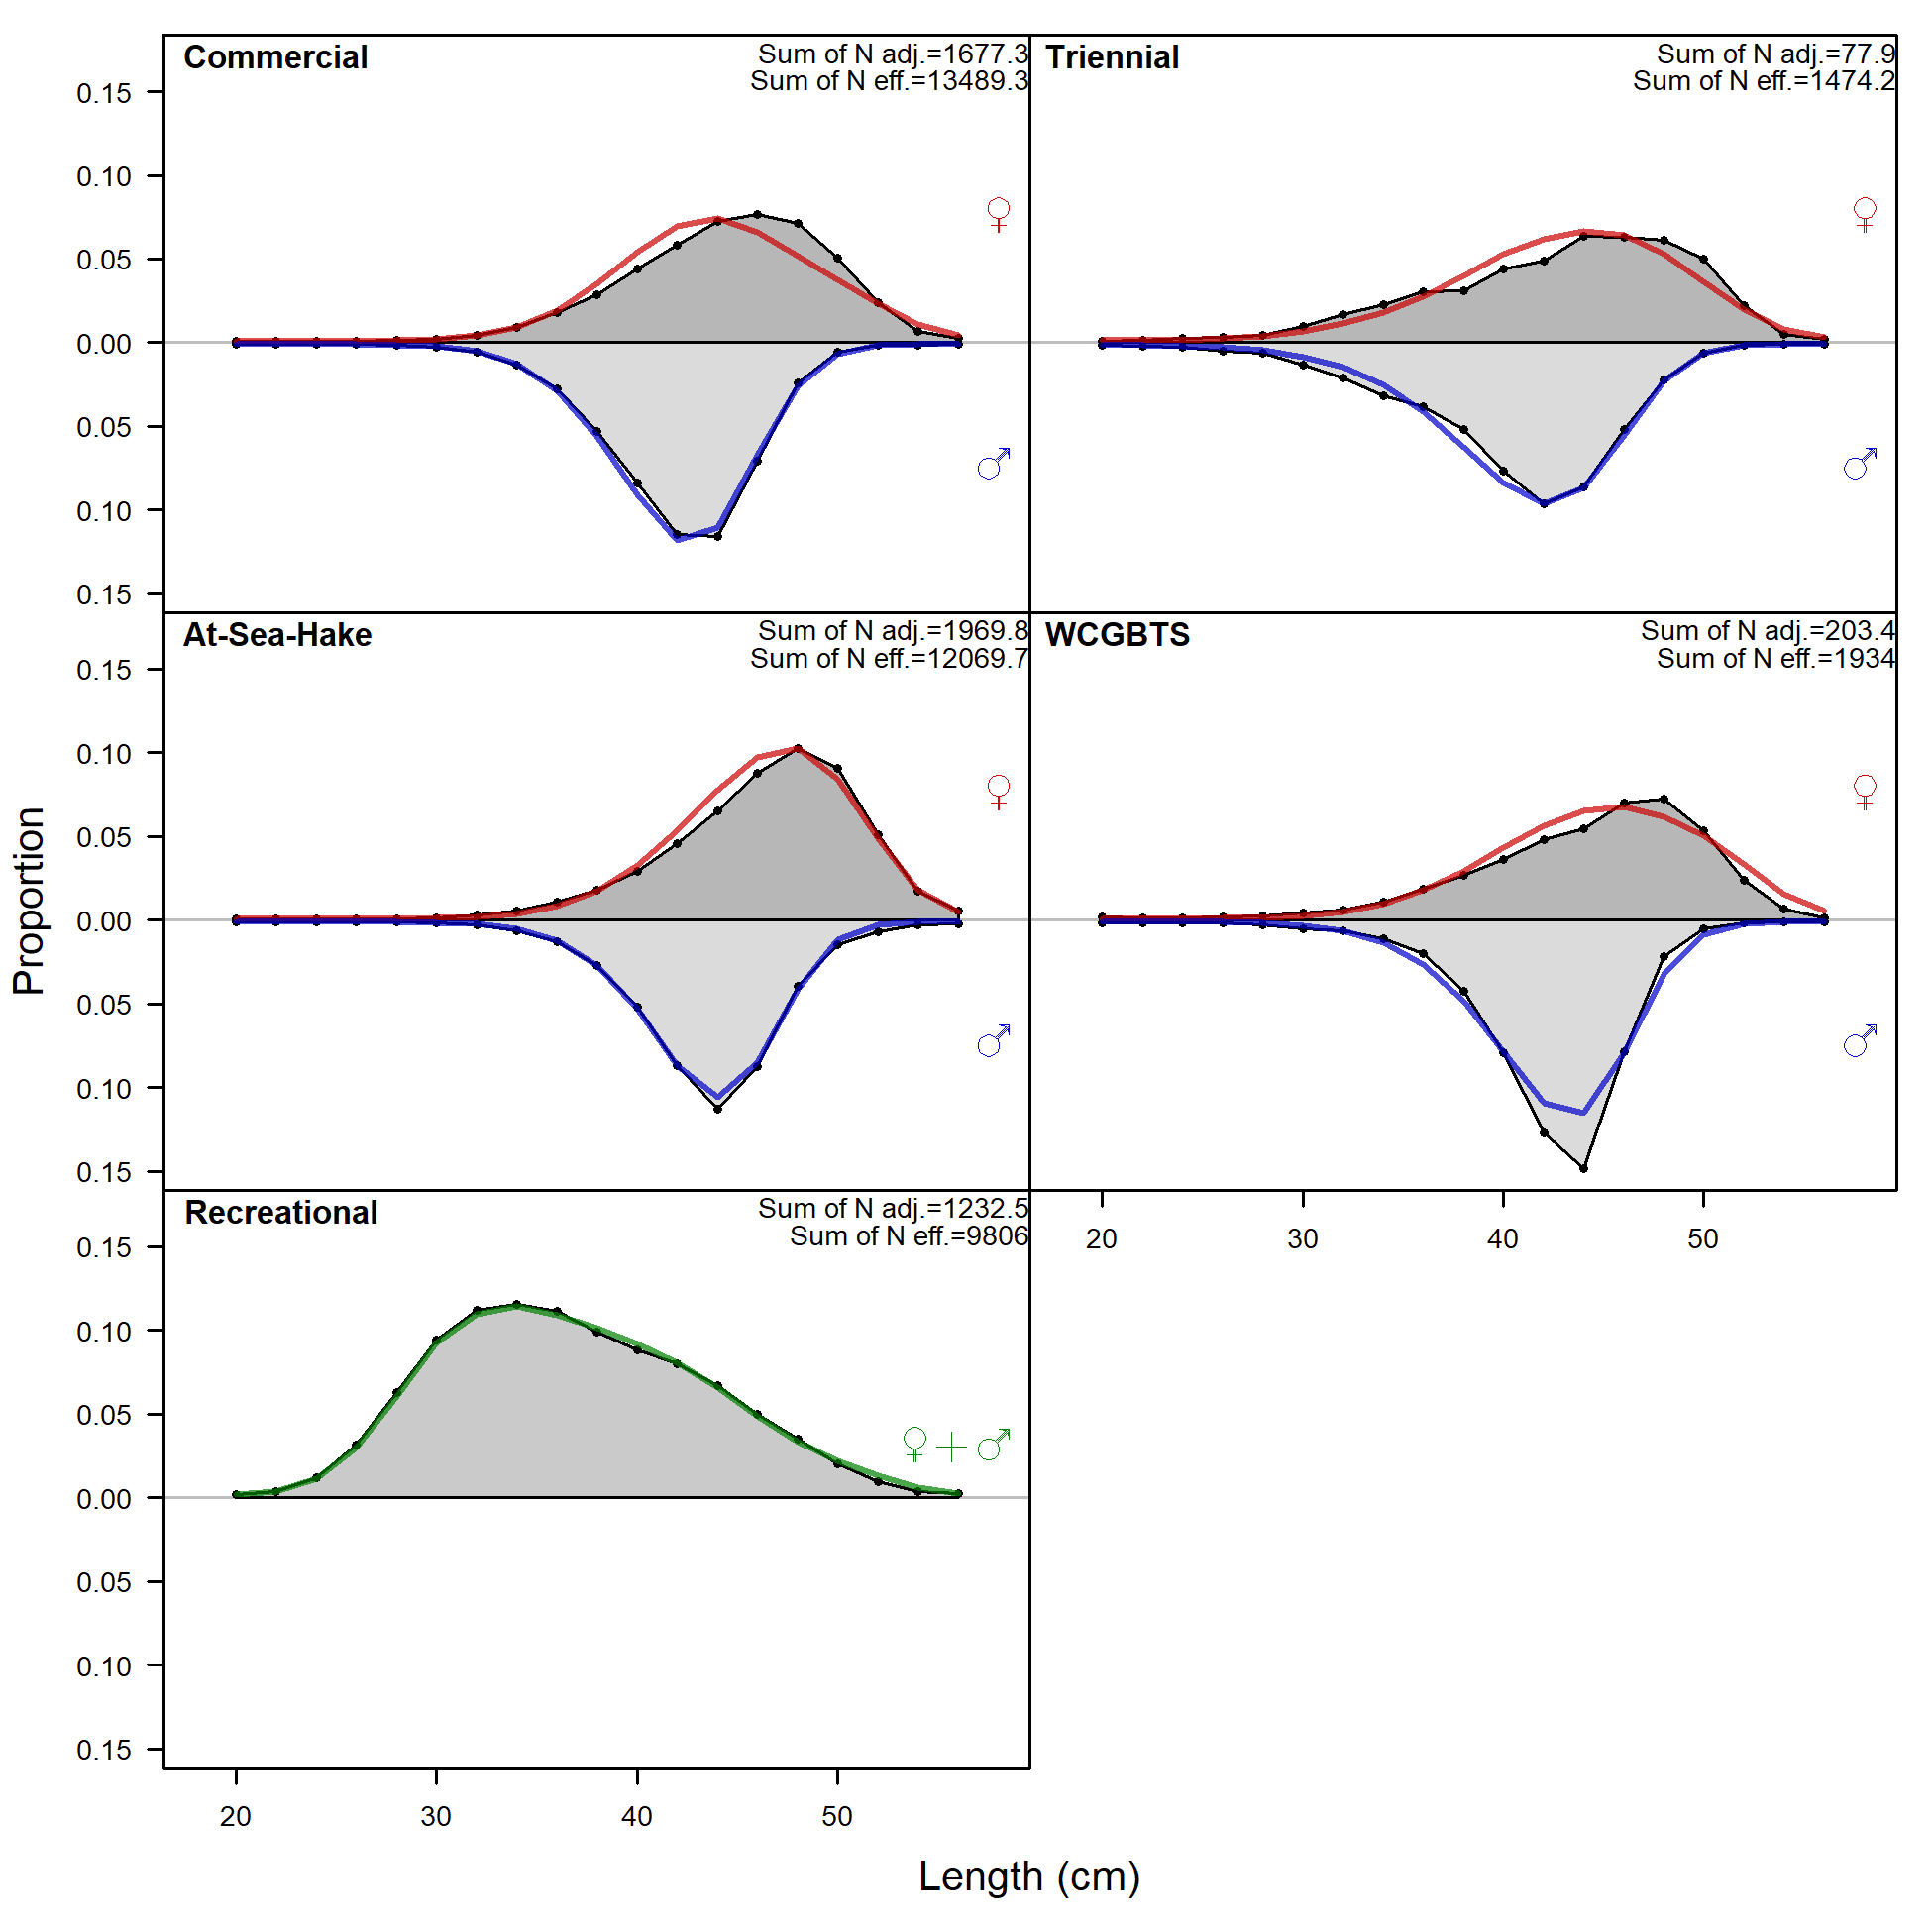 Commercial
Sum of N adj.=1677.3
Sum of N eff.=13489.3
Triennial
Sum of N adj.=77.9
Sum of N eff.=1474.2
0.15
0.10
0.05
0.00
0.05
0.10
0.15
♀
♂
♀
♂
At-Sea-Hake
Sum of N adj.=1969.8
Sum of N eff.=12069.7
WCGBTS
Sum of N adj.=203.4
Sum of N eff.=1934
0.15
0.10
0.05
0.00
0.05
0.10
0.15
♀
♂
♀
♂
20 30 40 50
Recreational
Sum of N adj.=1232.5
Sum of N eff.=9806
0.15
0.10
0.05
0.00
0.05
0.10
0.15
♀+♂
20 30 40 50
Proportion
Length (cm)